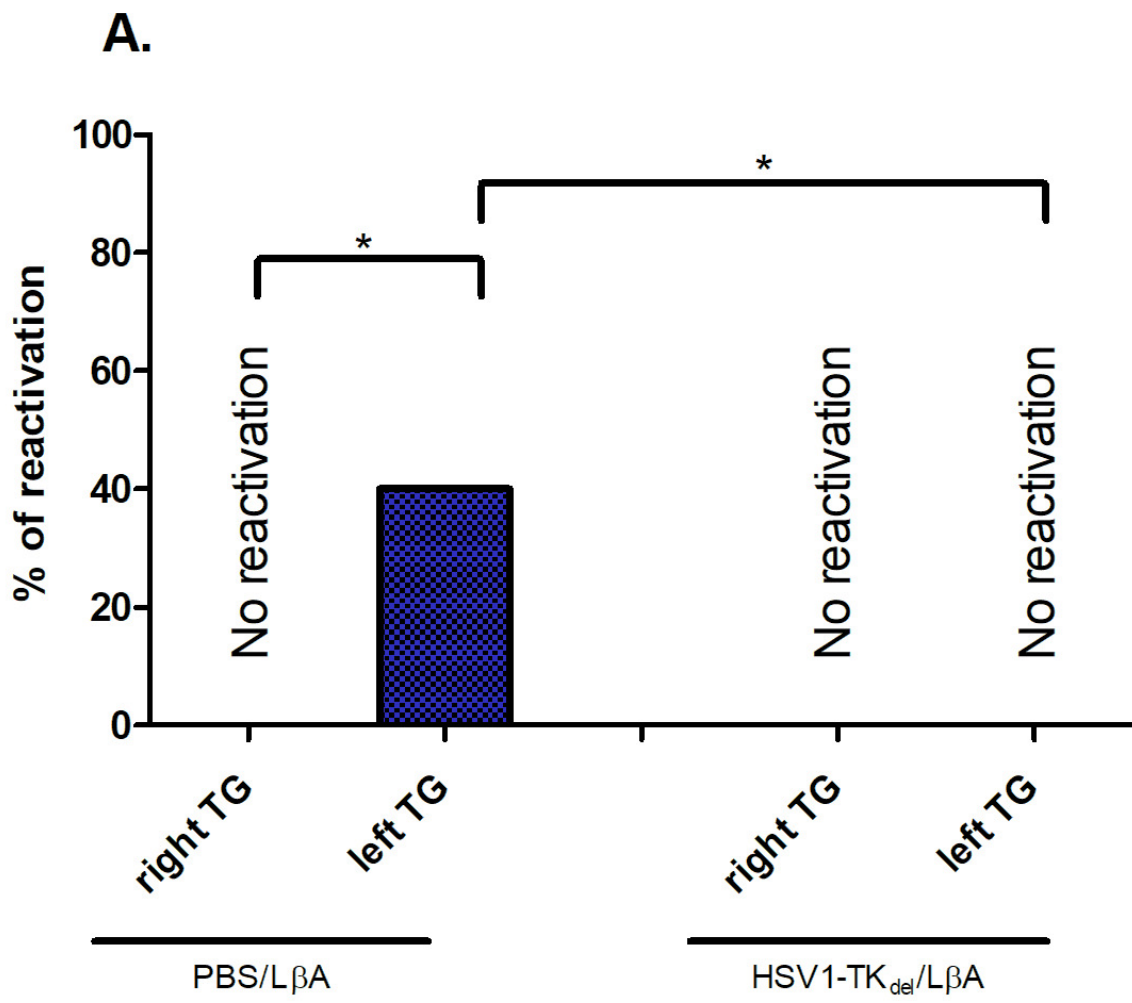 A.
% of reactivation
100
80
60
40
20
0
*
*
No reactivation
No reactivation
No reactivation
right TG
left TG
right TG
left TG
PBS/LβA
HSV1-TKdel/LβA